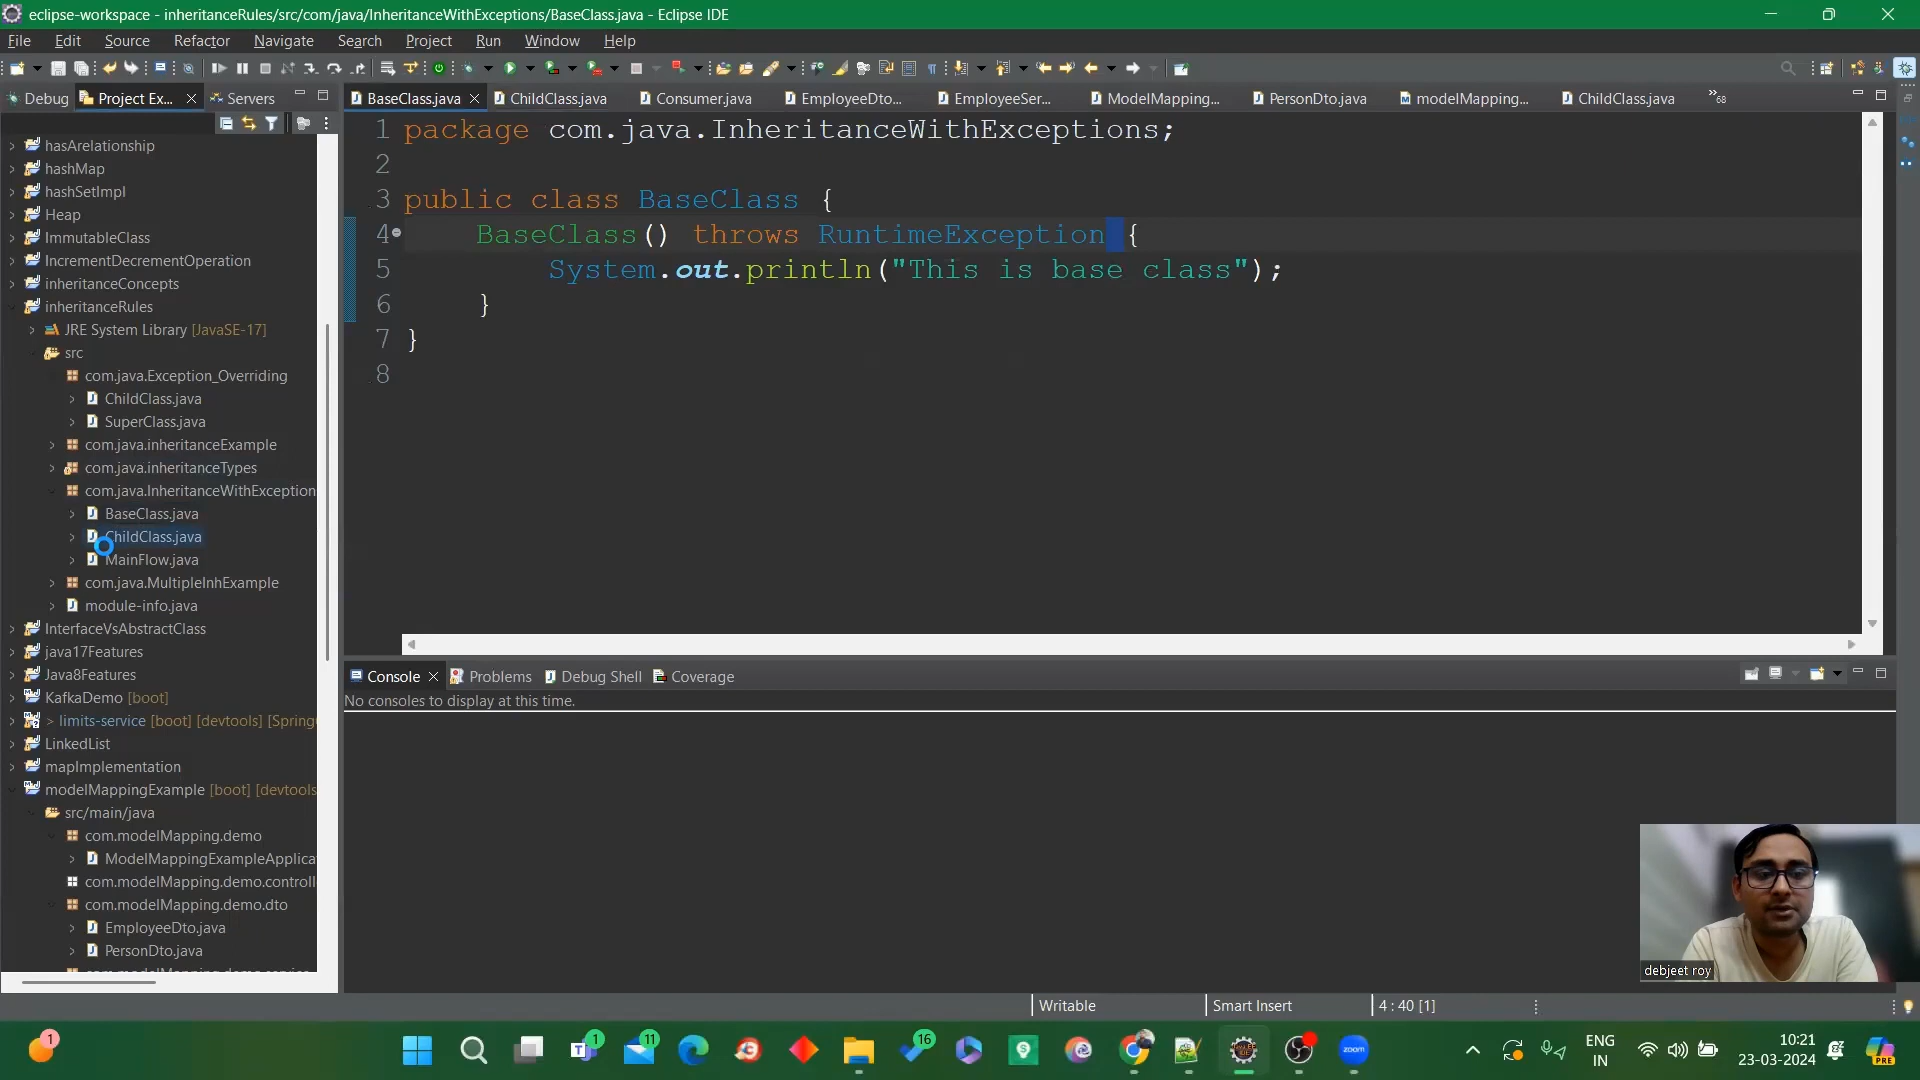 eclipse-workspace - inheritanceRules/src/com/java/InheritanceWithExceptions/BaseClass.java - Eclipse IDE
File Edit Source Refactor Navigate Search Project Run Window Help
Debug Project Ex... Servers
BaseClass.java ChildClass.java Consumer.java EmployeeDto... EmployeeSer... ModelMapping... PersonDto.java modelMapping... ChildClass.java »68
hasArelationship
hashMap
hashSetImpl
Heap
ImmutableClass
IncrementDecrementOperation
inheritanceConcepts
inheritanceRules
JRE System Library [JavaSE-17]
src
com.java.Exception_Overriding
ChildClass.java
SuperClass.java
com.java.inheritanceExample
com.java.inheritanceTypes
com.java.InheritanceWithException
BaseClass.java
ChildClass.java
MainFlow.java
com.java.MultipleInhExample
module-info.java
InterfaceVsAbstractClass
java17Features
Java8Features
KafkaDemo [boot]
> limits-service [boot] [devtools] [Spring
LinkedList
mapImplementation
modelMappingExample [boot] [devtools
src/main/java
com.modelMapping.demo
ModelMappingExampleApplica
com.modelMapping.demo.controll
com.modelMapping.demo.dto
EmployeeDto.java
PersonDto.java
1 package com.java.InheritanceWithExceptions;
2
3 public class BaseClass {
4 BaseClass() throws RuntimeException {
5 System.out.println("This is base class");
6 }
7 }
8
Console Problems Debug Shell Coverage
No consoles to display at this time.
debjeet roy
Writable Smart Insert 4 : 40 [1]
1
1
11
16
zoom
ENG
IN
10:21
23-03-2024
PRE